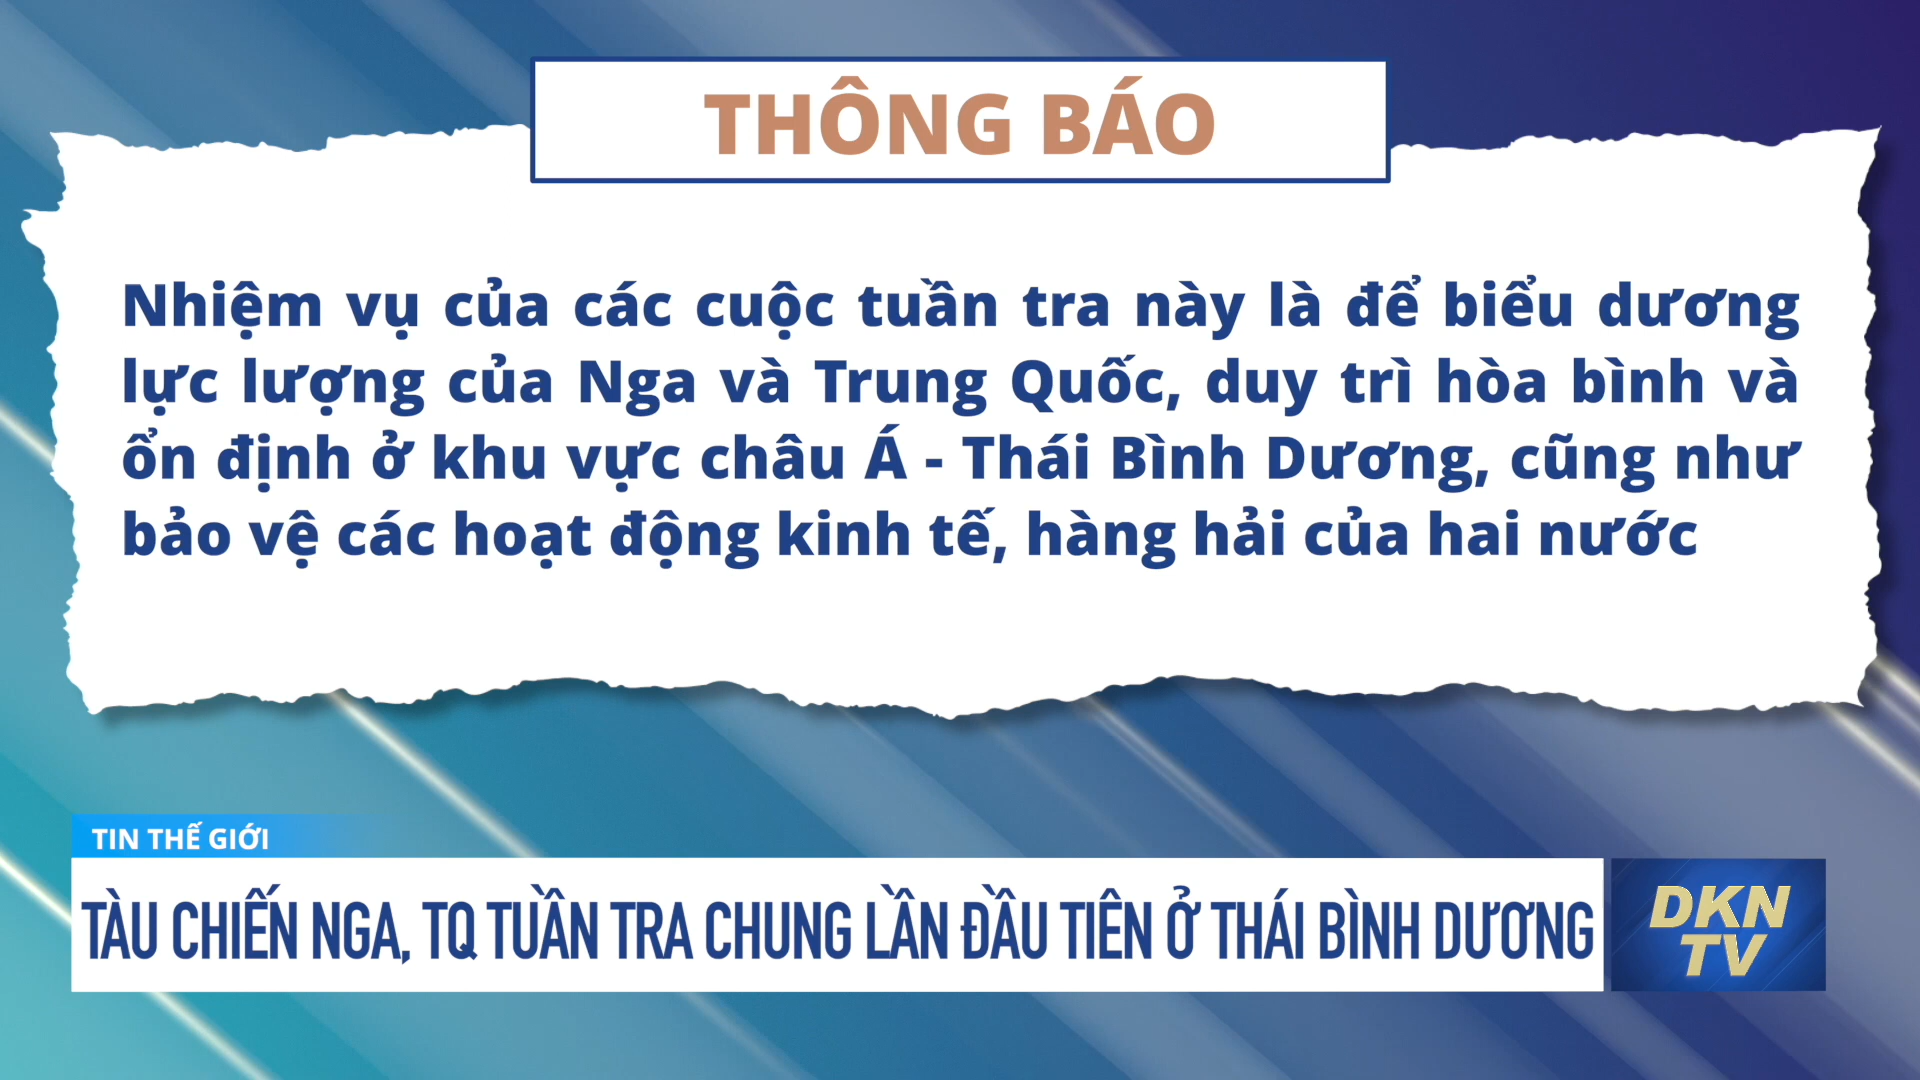 THÔNG BÁO
Nhiệm vụ của các cuộc tuần tra này là để biểu dương
lực lượng của Nga và Trung Quốc, duy trì hòa bình và
ổn định ở khu vực châu Á - Thái Bình Dương, cũng như
bảo vệ các hoạt động kinh tế, hàng hải của hai nước
TIN THẾ GIỚI
TÀU CHIẾN NGA, TQ TUẦN TRA CHUNG LẦN ĐẦU TIÊN Ở THÁI BÌNH DƯƠNG
DKN
TV